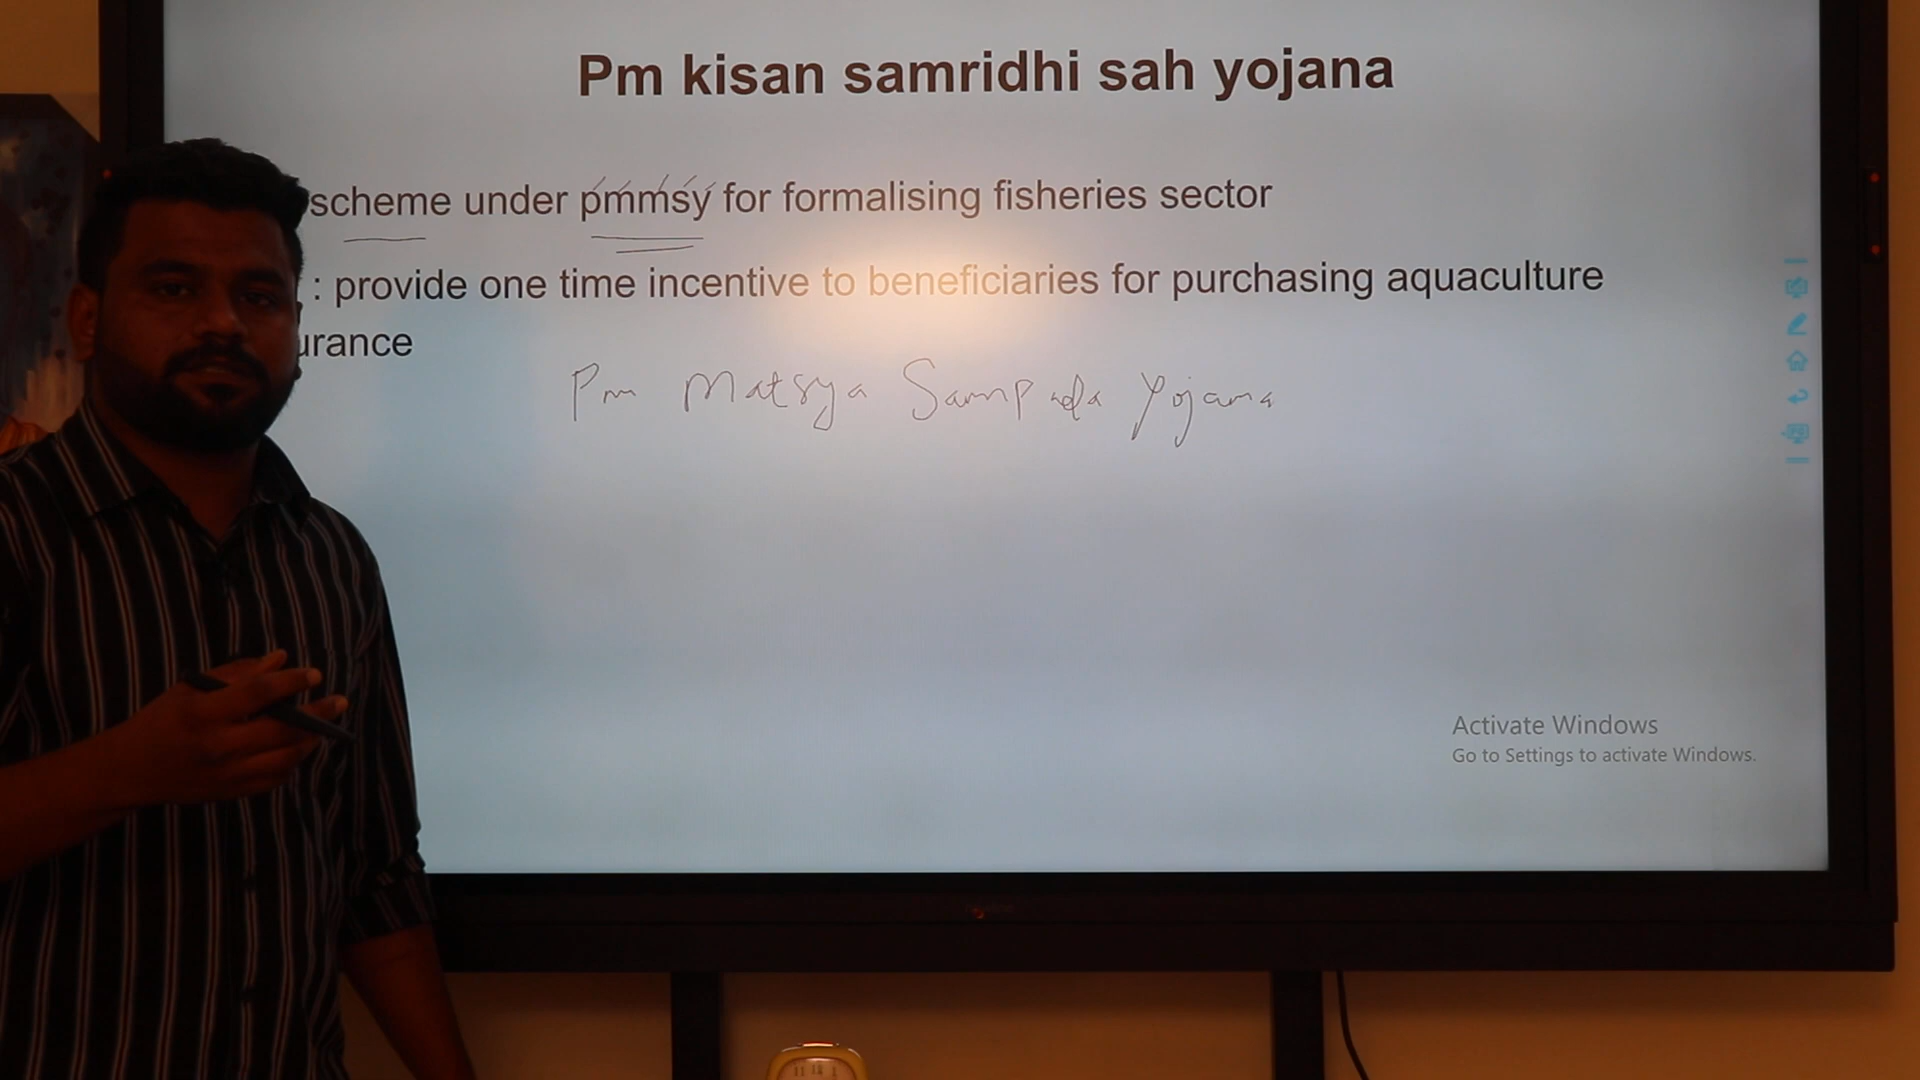 Pm kisan samridhi sah yojana
scheme under pmmsy for formalising fisheries sector
: provide one time incentive to beneficiaries for purchasing aquaculture
urance
Pm Matsya Sampada Yojana
Activate Windows
Go to Settings to activate Windows.